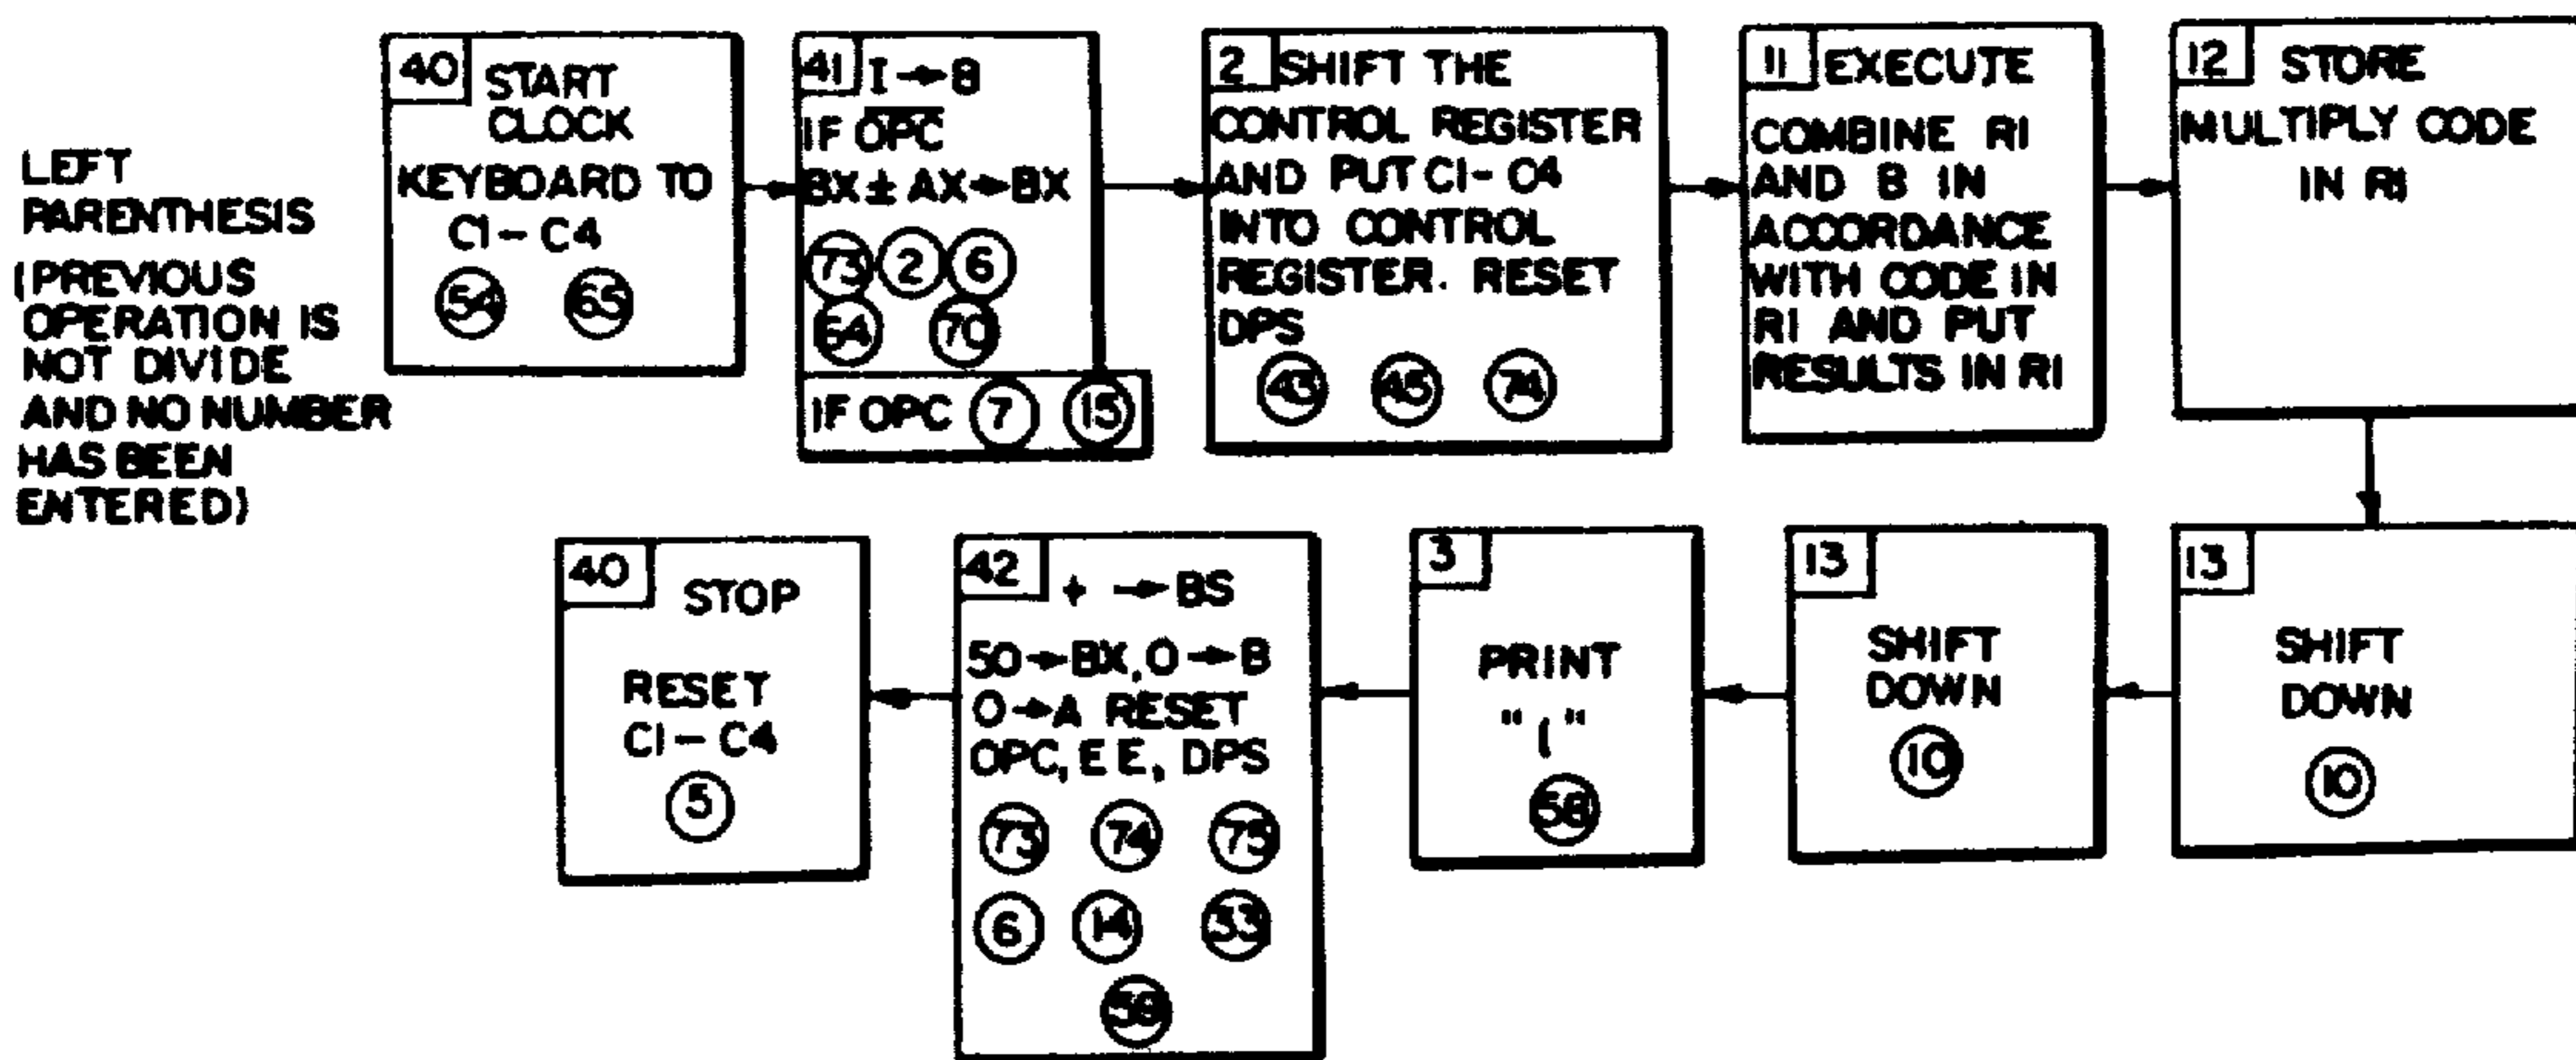 LEFT
PARENTHESIS
(PREVIOUS
OPERATION IS
NOT DIVIDE
AND NO NUMBER
HAS BEEN
ENTERED)
40 START
CLOCK
KEYBOARD TO
C1-C4
54 65
41 I→B
IF O̅P̅C̅
BX ± AX→BX
73 2 6
64 70
IF OPC 7 15
2 SHIFT THE
CONTROL REGISTER
AND PUT C1-C4
INTO CONTROL
REGISTER. RESET
DPS
43 45 74
11 EXECUTE
COMBINE R1
AND B IN
ACCORDANCE
WITH CODE IN
R1 AND PUT
RESULTS IN R1
12 STORE
MULTIPLY CODE
IN R1
13
SHIFT
DOWN
10
13
SHIFT
DOWN
10
3
PRINT
"("
58
42 + →BS
50→BX, 0→B
0→A RESET
OPC, EE, DPS
73 74 75
6 14 33
59
40 STOP
RESET
C1-C4
5